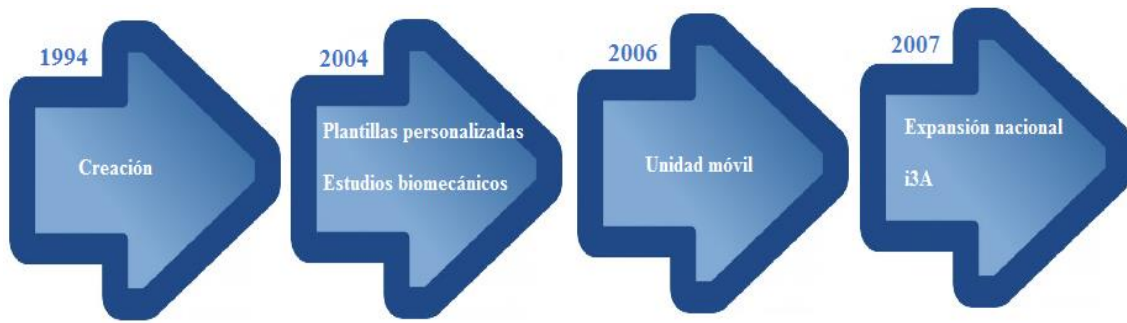 1994
Creación
2004
Plantillas personalizadas
Estudios biomecánicos
2006
Unidad móvil
2007
Expansión nacional
i3A